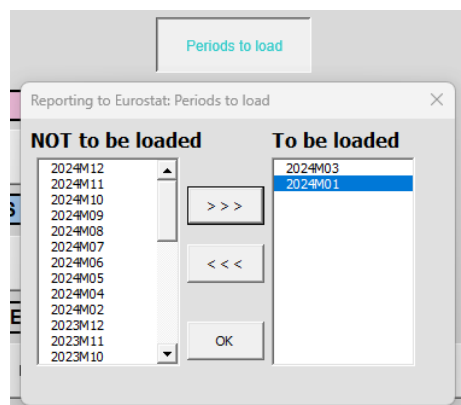 Periods to load
Reporting to Eurostat: Periods to load
NOT to be loaded
To be loaded
2024M12
2024M11
2024M10
2024M09
2024M08
2024M07
2024M06
2024M05
2024M04
2024M02
2023M12
2023M11
2023M10
>>>
<<<
OK
2024M03
2024M01
S
E